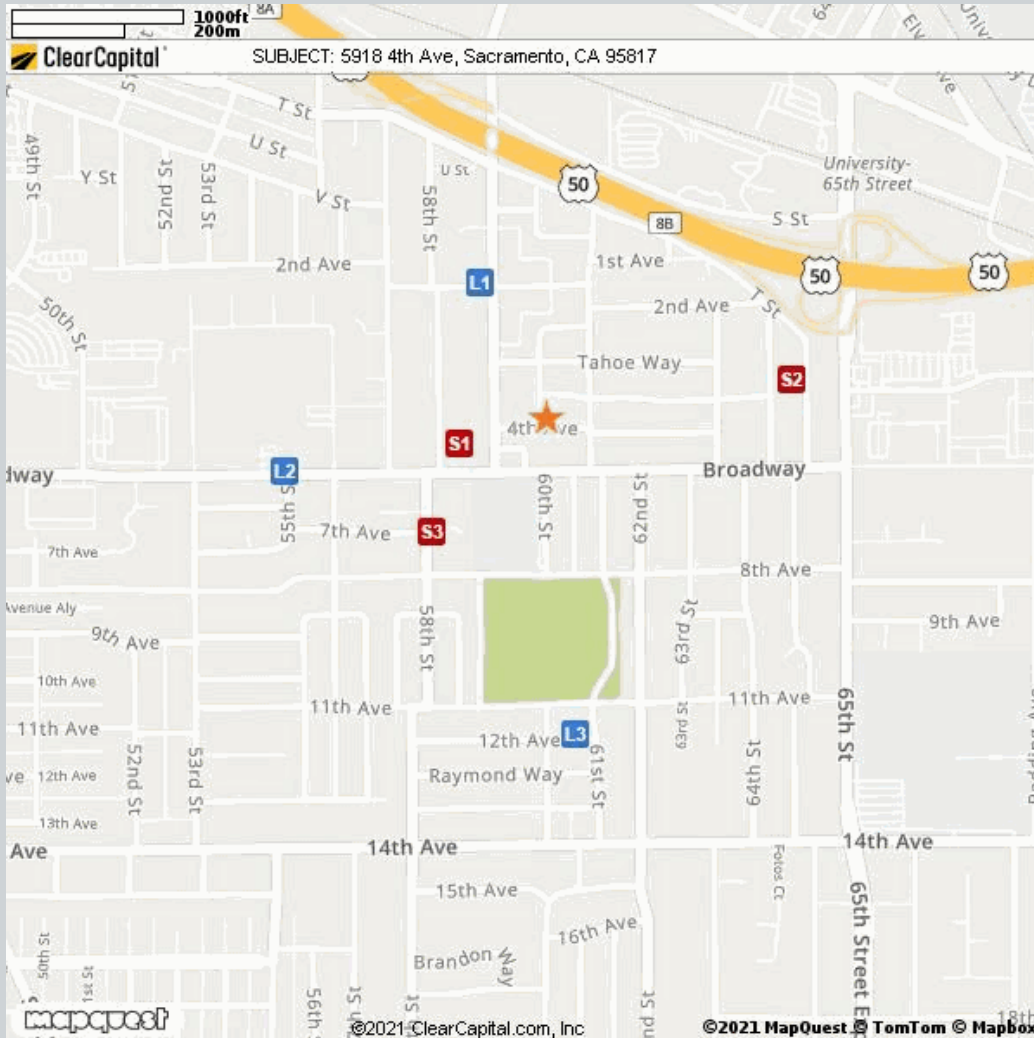 8A
1000ft
200m
ClearCapital
SUBJECT: 5918 4th Ave, Sacramento, CA 95817
T St
U St
49th St
Y St
52nd St
53rd St
V St
58th St
U St
50
University-
65th Street
8B
S St
2nd Ave
1st Ave
50
50
L1
2nd Ave
T St
50th St
Tahoe Way
S2
4th Ave
S1
L2
Broadway
55th St
60th St
62nd St
7th Ave
S3
7th Ave
8th Ave
Avenue Aly
9th Ave
58th St
63rd St
9th Ave
10th Ave
11th Ave
11th Ave
11th Ave
65th St
63rd St
12th Ave
L3
Raymond Way
61st St
64th St
12th Ave
52nd St
53rd St
13th Ave
Ave
14th Ave
14th Ave
15th Ave
Fotos Ct
16th Ave
65th Street
50th St
Brandon Way
mapquest
©2021 ClearCapital.com, Inc
©2021 MapQuest © TomTom © Mapbox